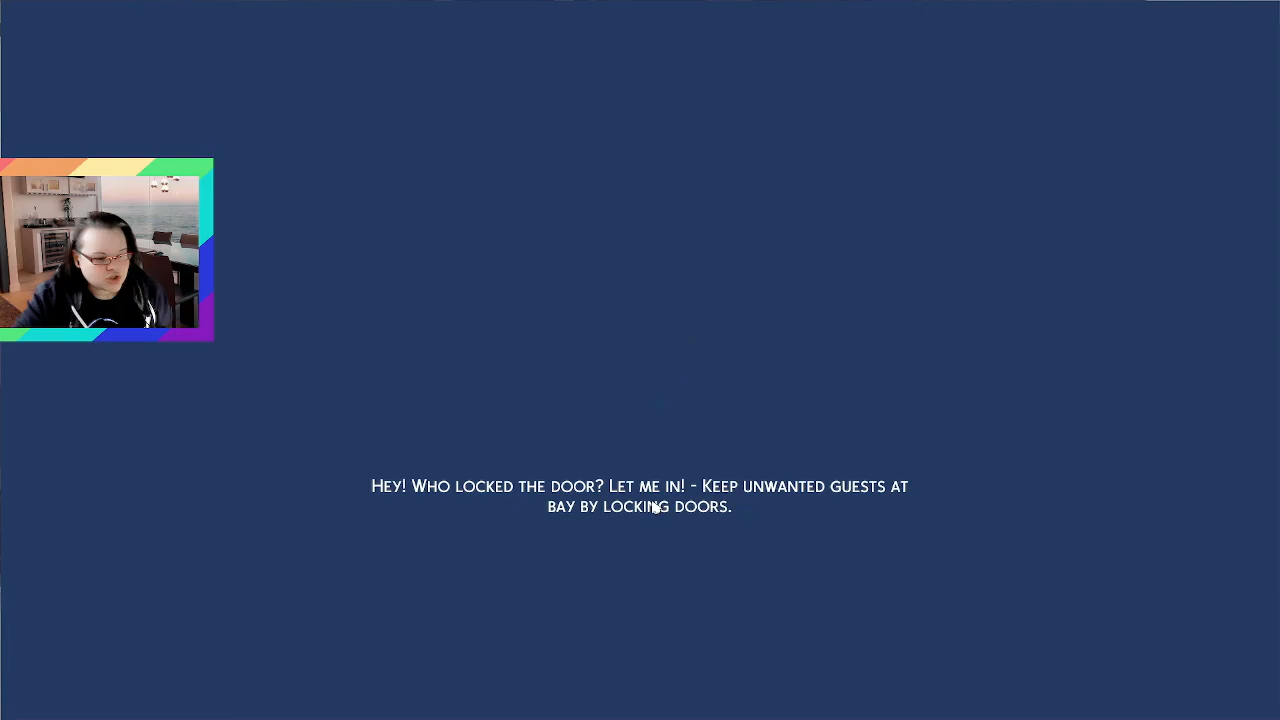 Hey! Who locked the door? Let me in! - Keep unwanted guests at
bay by locking doors.